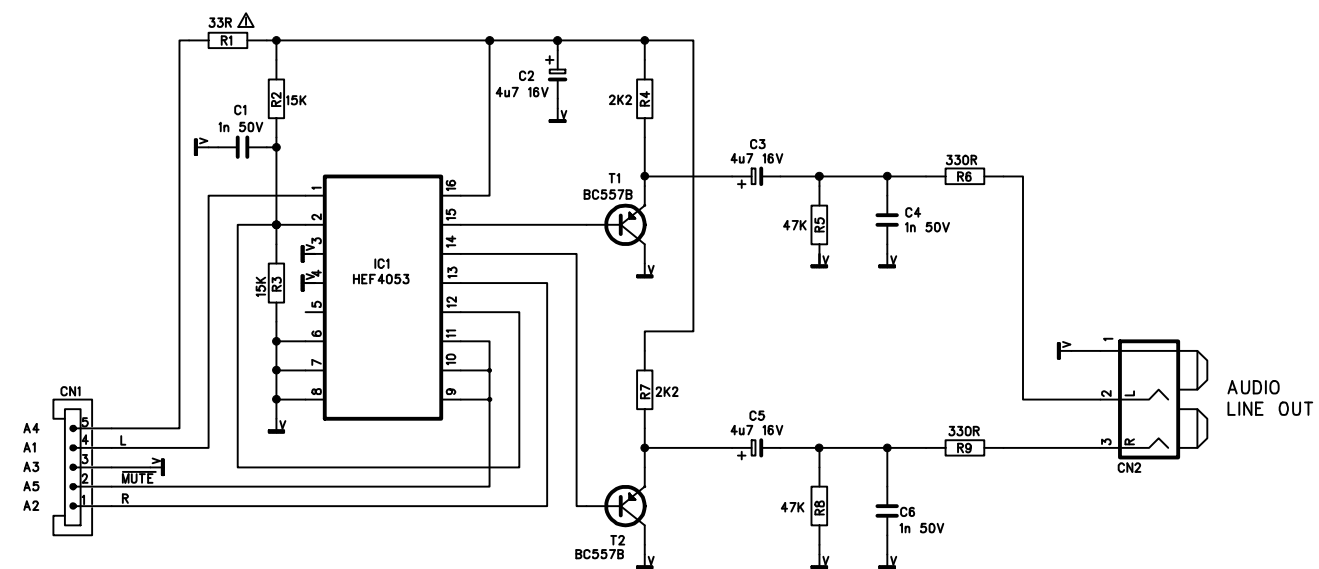 33R
R1
R2
15K
C1
1n 50V
C2
4u7 16V
2K2
R4
T1
BC557B
C3
4u7 16V
330R
R6
47K
R5
C4
1n 50V
1
2
3
4
5
6
7
8
16
15
14
13
12
11
10
9
IC1
HEF4053
15K
R3
R7
2K2
C5
4u7 16V
330R
R9
47K
R8
C6
1n 50V
T2
BC557B
1
2
L
3
R
CN2
AUDIO
LINE OUT
CN1
A4 5
A1 4 L
A3 3
A5 2 MUTE
A2 1 R